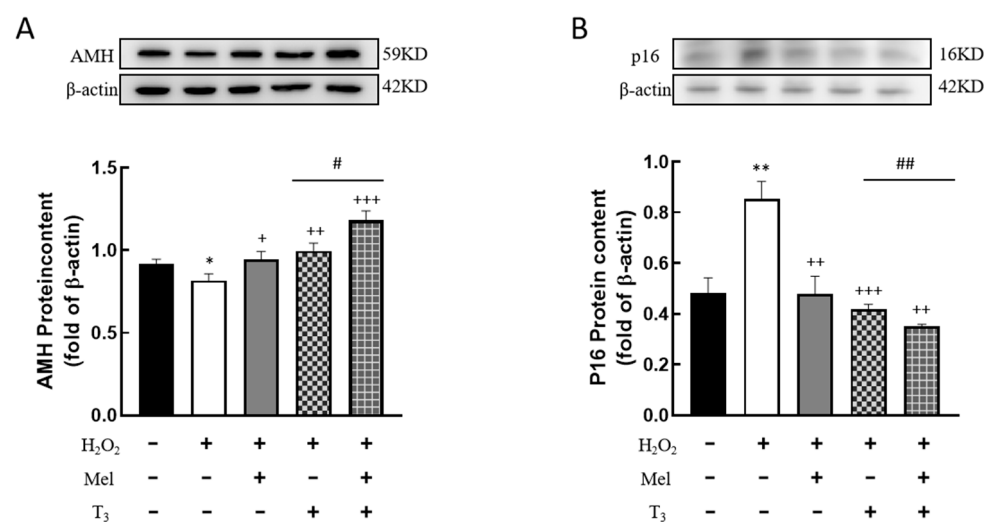 A
AMH
59KD
β-actin
42KD
1.5
1.0
0.5
0.0
AMH Proteincontent
(fold of β-actin)
*
+
++
+++
#
H₂O₂ − + + + +
Mel − − + − +
T₃ − − − + +
B
p16
16KD
β-actin
42KD
1.0
0.8
0.6
0.4
0.2
0.0
P16 Protein content
(fold of β-actin)
**
++
+++
++
##
H₂O₂ − + + + +
Mel − − + − +
T₃ − − − + +